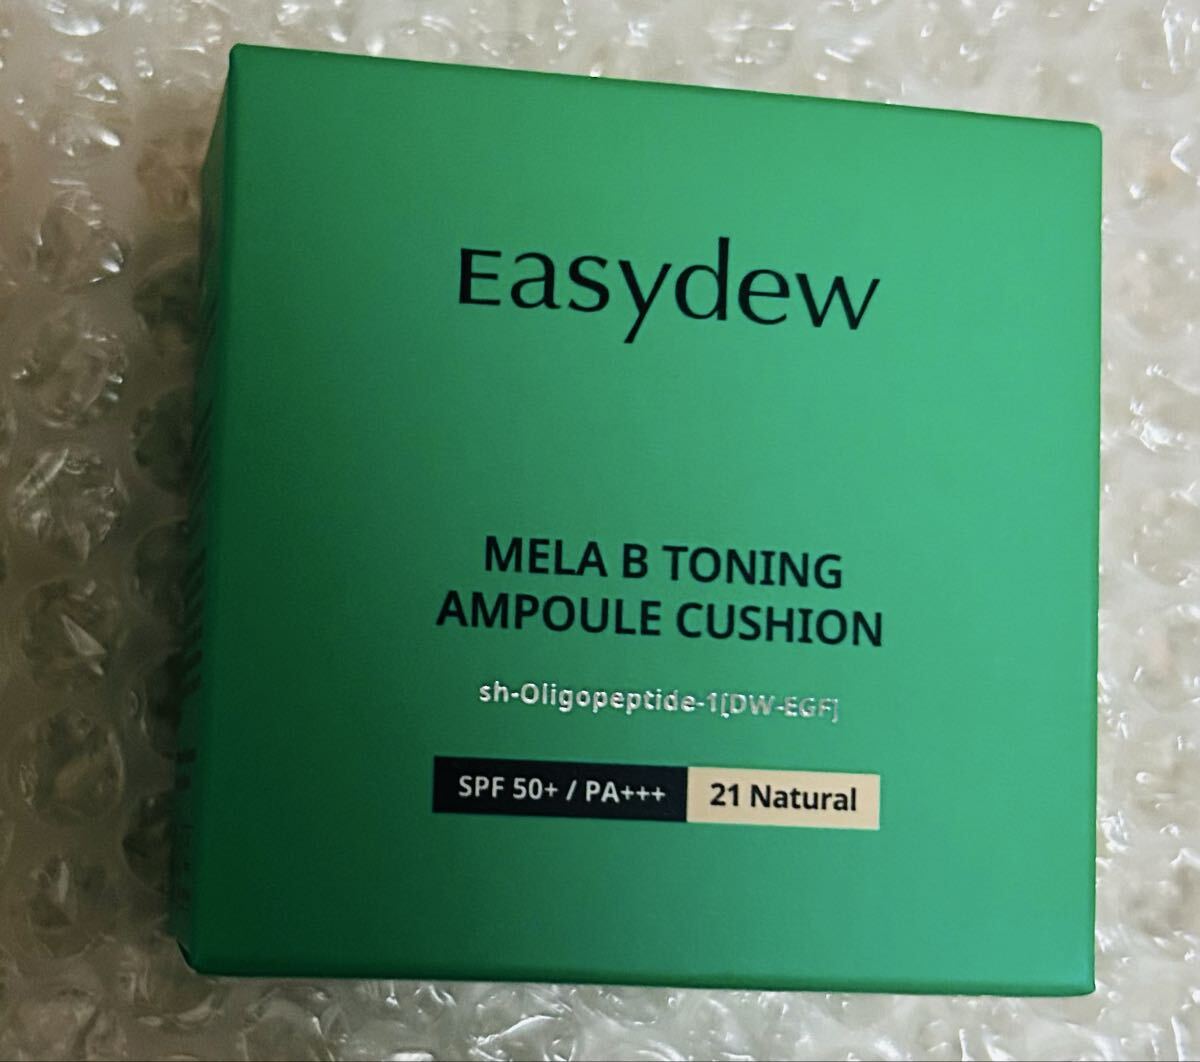 Easydew
MELA B TONING
AMPOULE CUSHION
sh-Oligopeptide-1[DW-EGF]
SPF 50+ / PA+++ 21 Natural